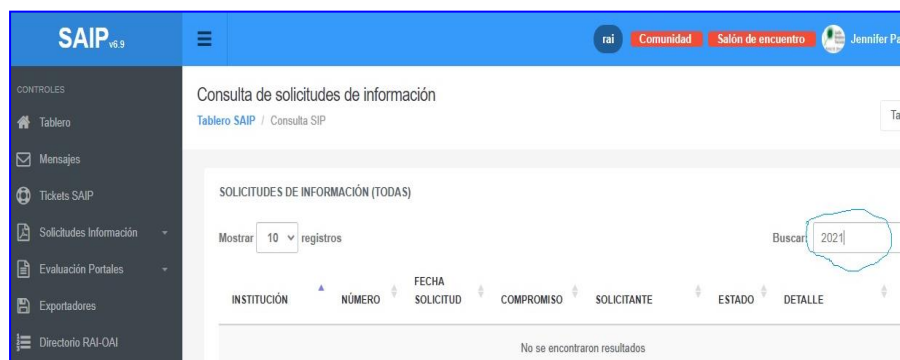 SAIP v6.9
rai Comunidad Salón de encuentro Jennifer
CONTROLES
Consulta de solicitudes de información
Tablero
Tablero SAIP / Consulta SIP
Mensajes
Tickets SAIP
SOLICITUDES DE INFORMACIÓN (TODAS)
Solicitudes Información
Mostrar 10 registros
Buscar: 2021
Evaluación Portales
Exportadores
INSTITUCIÓN NÚMERO FECHA SOLICITUD COMPROMISO SOLICITANTE ESTADO DETALLE
Directorio RAI-OAI
No se encontraron resultados